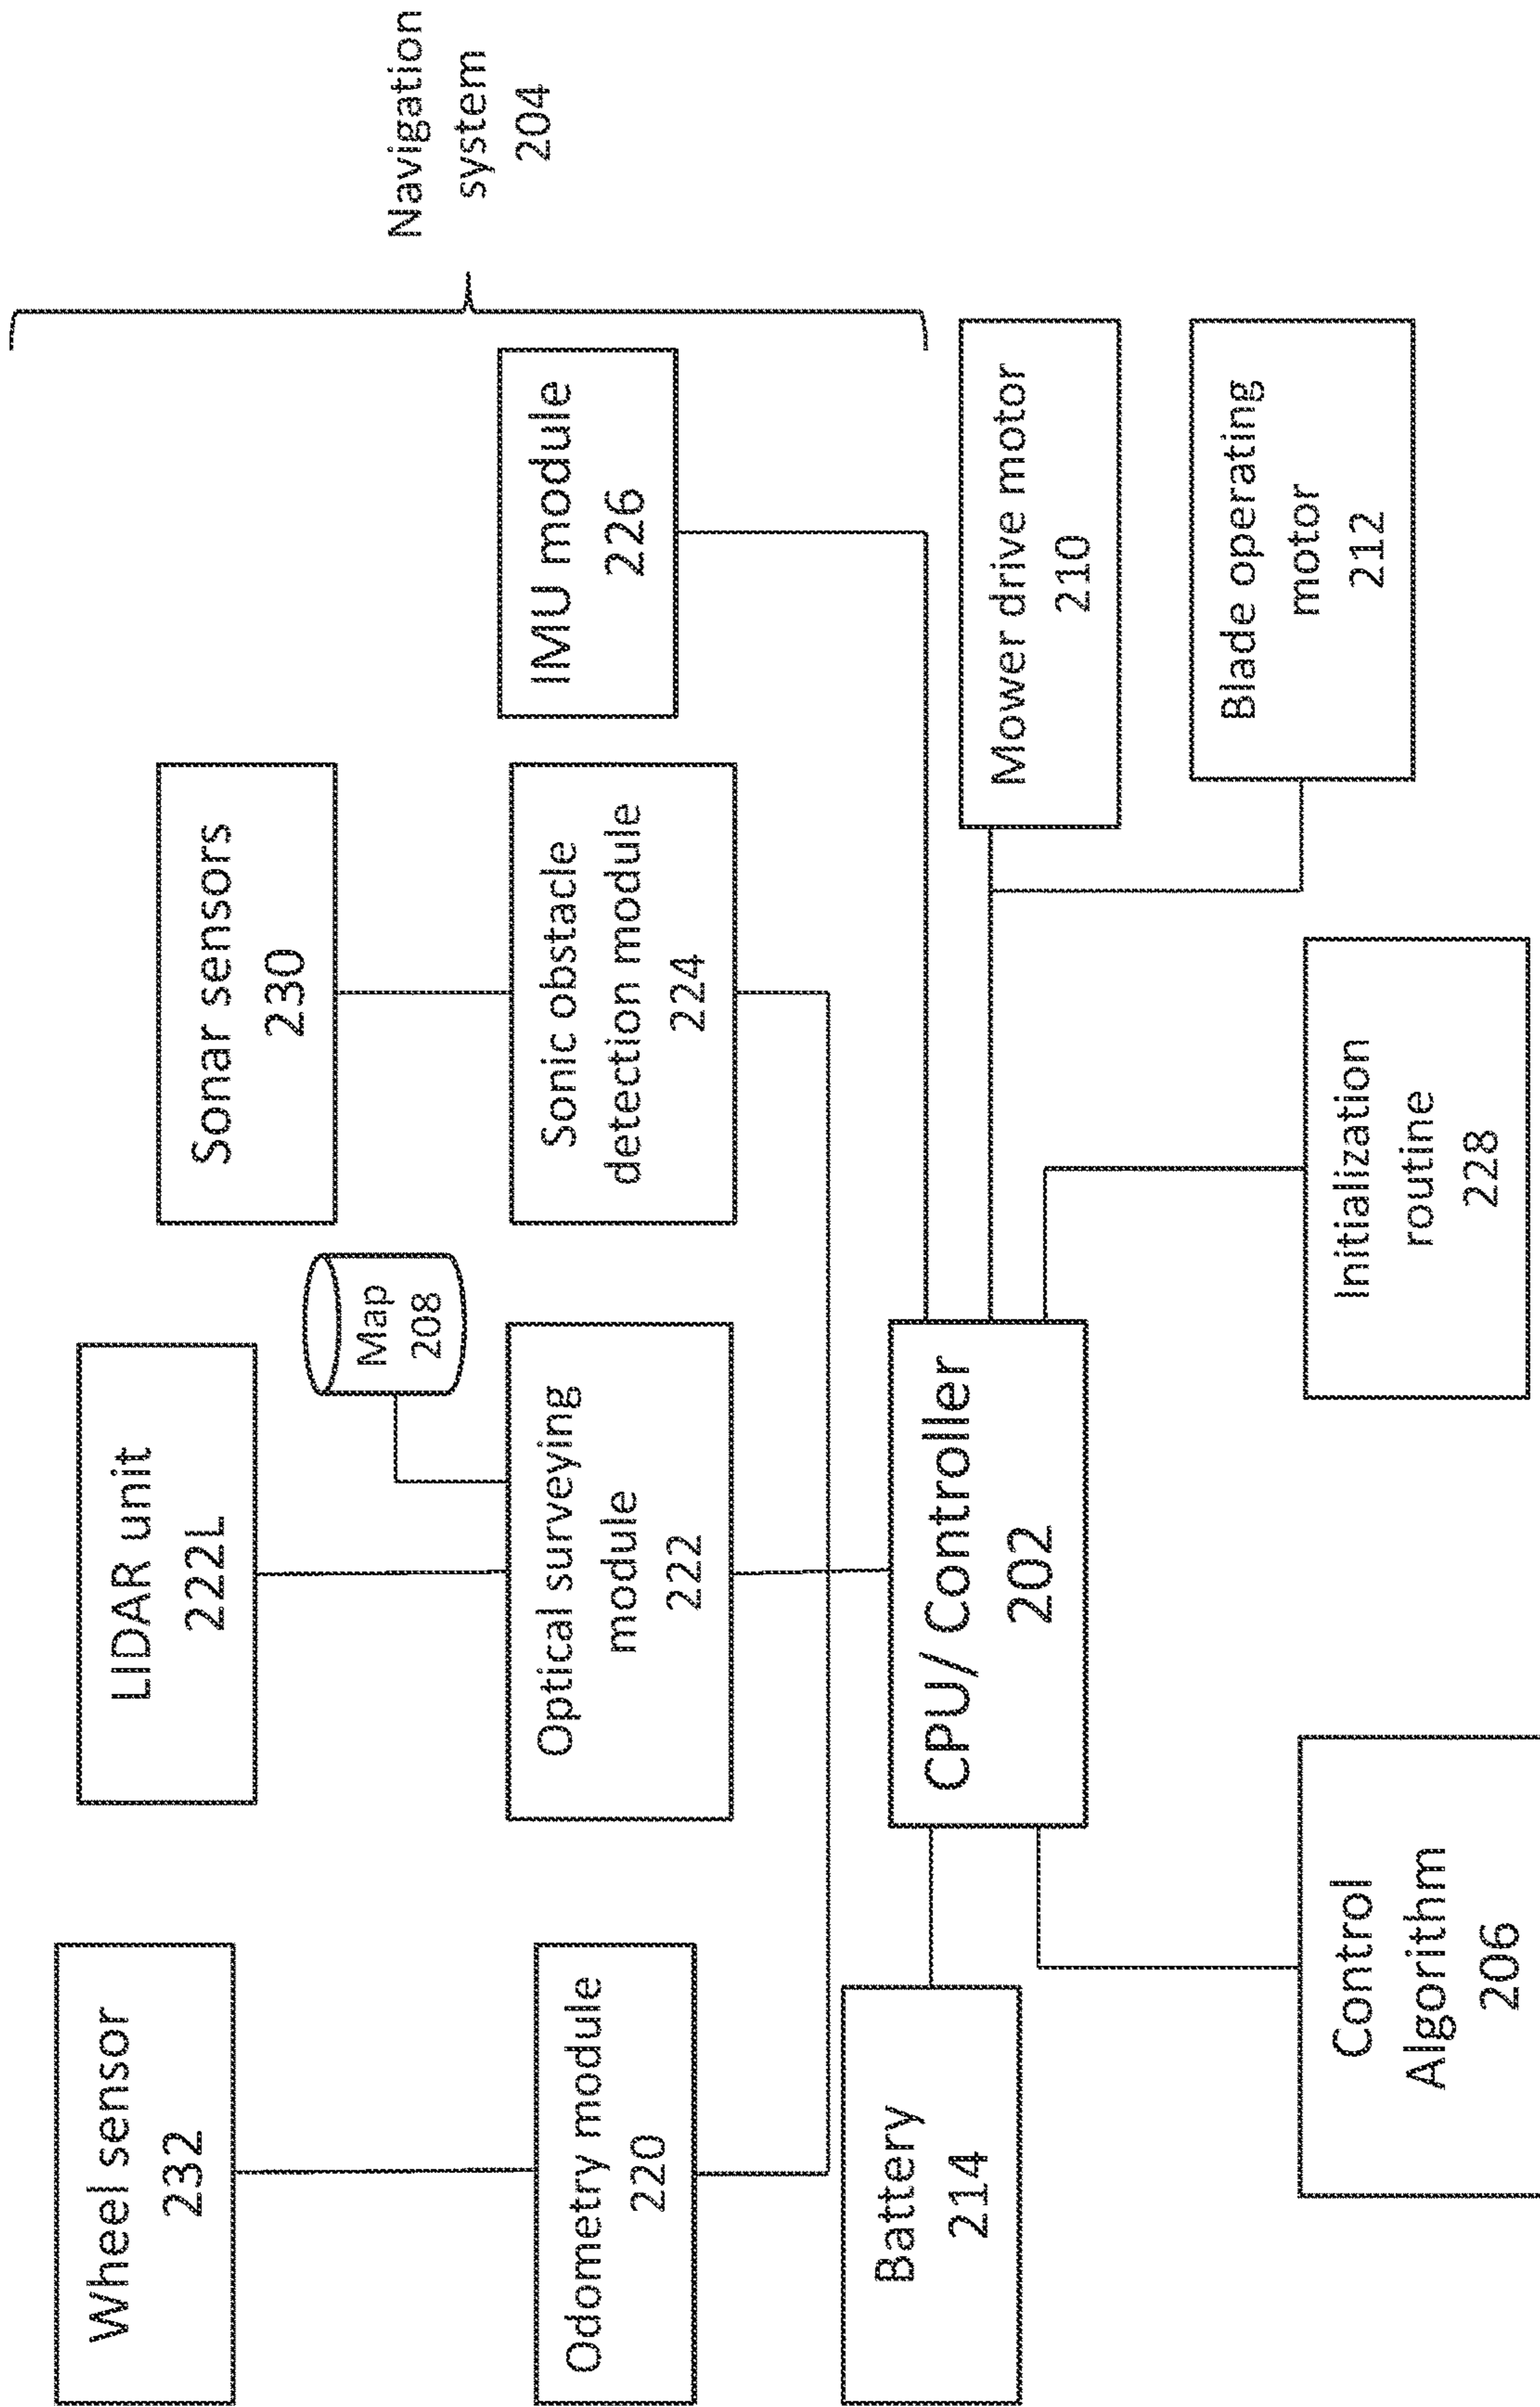 Wheel sensor
232
LIDAR unit
222L
Sonar sensors
230
Map
208
Navigation
system
204
Odometry module
220
Optical surveying
module
222
Sonic obstacle
detection module
224
IMU module
226
Battery
214
CPU/ Controller
202
Mower drive motor
210
Control
Algorithm
206
Initialization
routine
228
Blade operating
motor
212